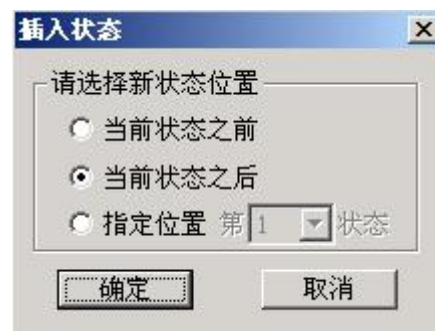 插入状态
请选择新状态位置
当前状态之前
当前状态之后
指定位置 第 1 状态
确定 取消